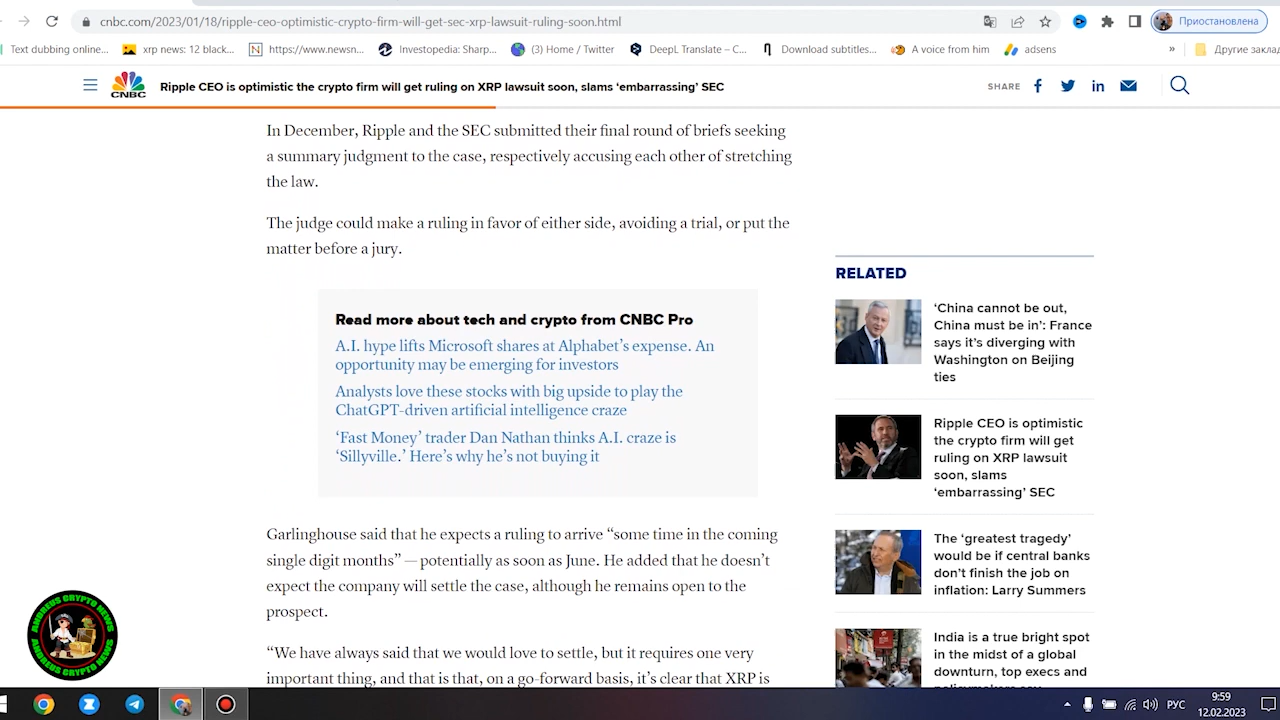 cnbc.com/2023/01/18/ripple-ceo-optimistic-crypto-firm-will-get-sec-xrp-lawsuit-ruling-soon.html
Приостановлена
Text dubbing online...
xrp news: 12 black...
https://www.newsn...
Investopedia: Sharp...
(3) Home / Twitter
DeepL Translate – C...
Download subtitles...
A voice from him
adsens
»
Другие закла
CNBC
Ripple CEO is optimistic the crypto firm will get ruling on XRP lawsuit soon, slams ‘embarrassing’ SEC
SHARE
In December, Ripple and the SEC submitted their final round of briefs seeking
a summary judgment to the case, respectively accusing each other of stretching
the law.
The judge could make a ruling in favor of either side, avoiding a trial, or put the
matter before a jury.
Read more about tech and crypto from CNBC Pro
A.I. hype lifts Microsoft shares at Alphabet’s expense. An
opportunity may be emerging for investors
Analysts love these stocks with big upside to play the
ChatGPT-driven artificial intelligence craze
‘Fast Money’ trader Dan Nathan thinks A.I. craze is
‘Sillyville.’ Here’s why he’s not buying it
Garlinghouse said that he expects a ruling to arrive “some time in the coming
single digit months” — potentially as soon as June. He added that he doesn’t
expect the company will settle the case, although he remains open to the
prospect.
“We have always said that we would love to settle, but it requires one very
important thing, and that is that, on a go-forward basis, it’s clear that XRP is
RELATED
‘China cannot be out,
China must be in’: France
says it’s diverging with
Washington on Beijing
ties
Ripple CEO is optimistic
the crypto firm will get
ruling on XRP lawsuit
soon, slams
‘embarrassing’ SEC
The ‘greatest tragedy’
would be if central banks
don’t finish the job on
inflation: Larry Summers
India is a true bright spot
in the midst of a global
downturn, top execs and
ANDREUS CRYPTO NEWS
ANDREUS CRYPTO NEWS
РУС
9:59
12.02.2023